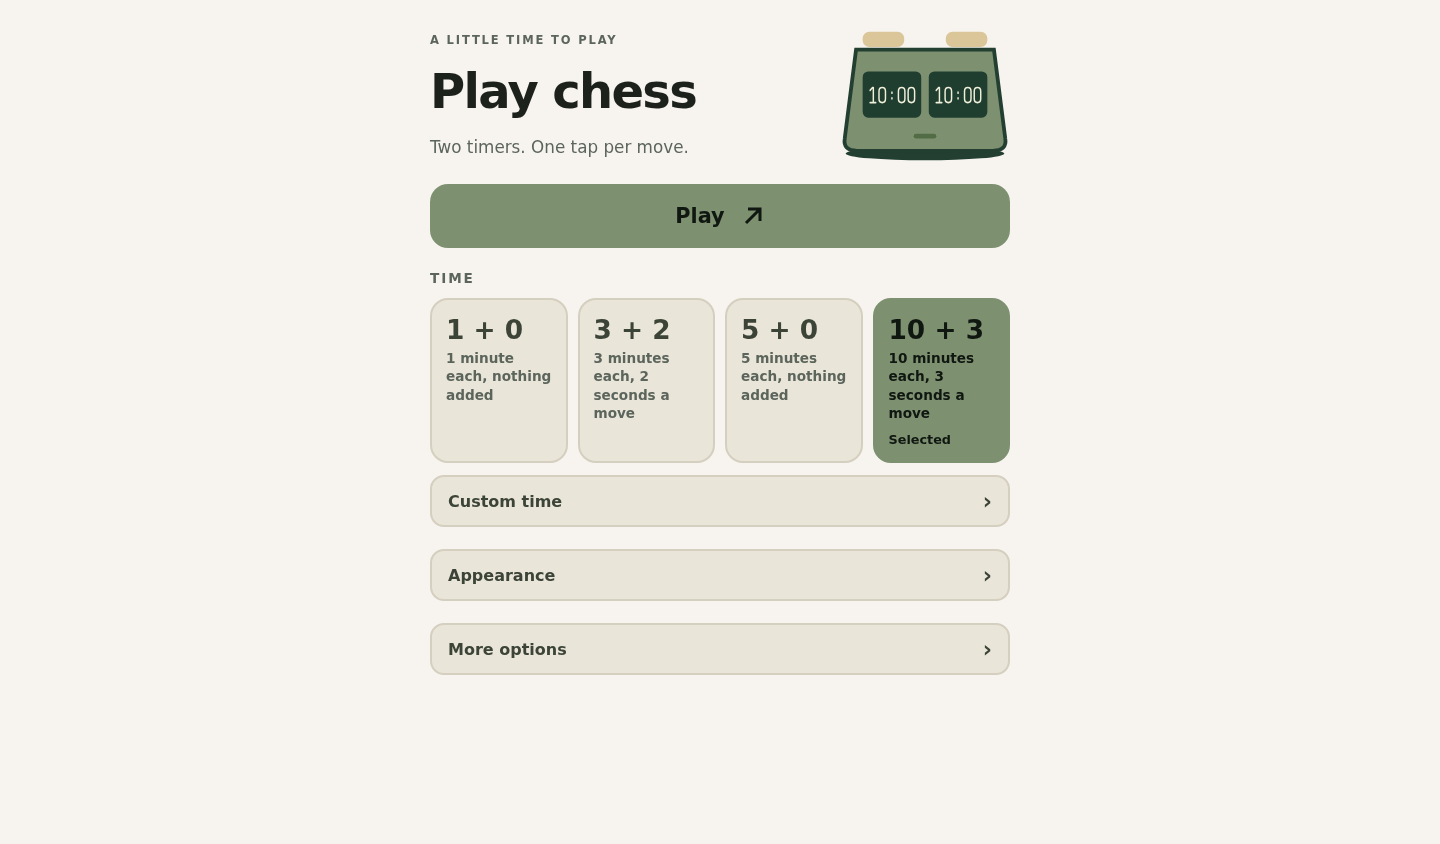 A LITTLE TIME TO PLAY
Play chess
Two timers. One tap per move.
10:00 10:00
Play
TIME
1 + 0
1 minute
each, nothing
added
3 + 2
3 minutes
each, 2
seconds a
move
5 + 0
5 minutes
each, nothing
added
10 + 3
10 minutes
each, 3
seconds a
move
Selected
Custom time
Appearance
More options